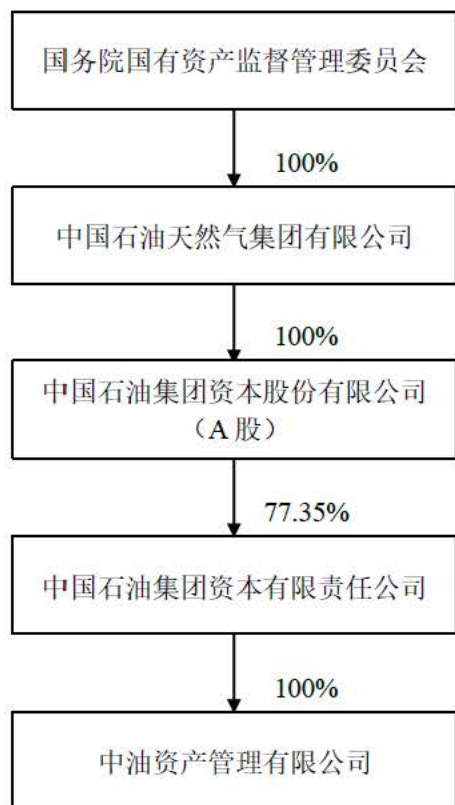 国务院国有资产监督管理委员会
100%
中国石油天然气集团有限公司
100%
中国石油集团资本股份有限公司
（A 股）
77.35%
中国石油集团资本有限责任公司
100%
中油资产管理有限公司